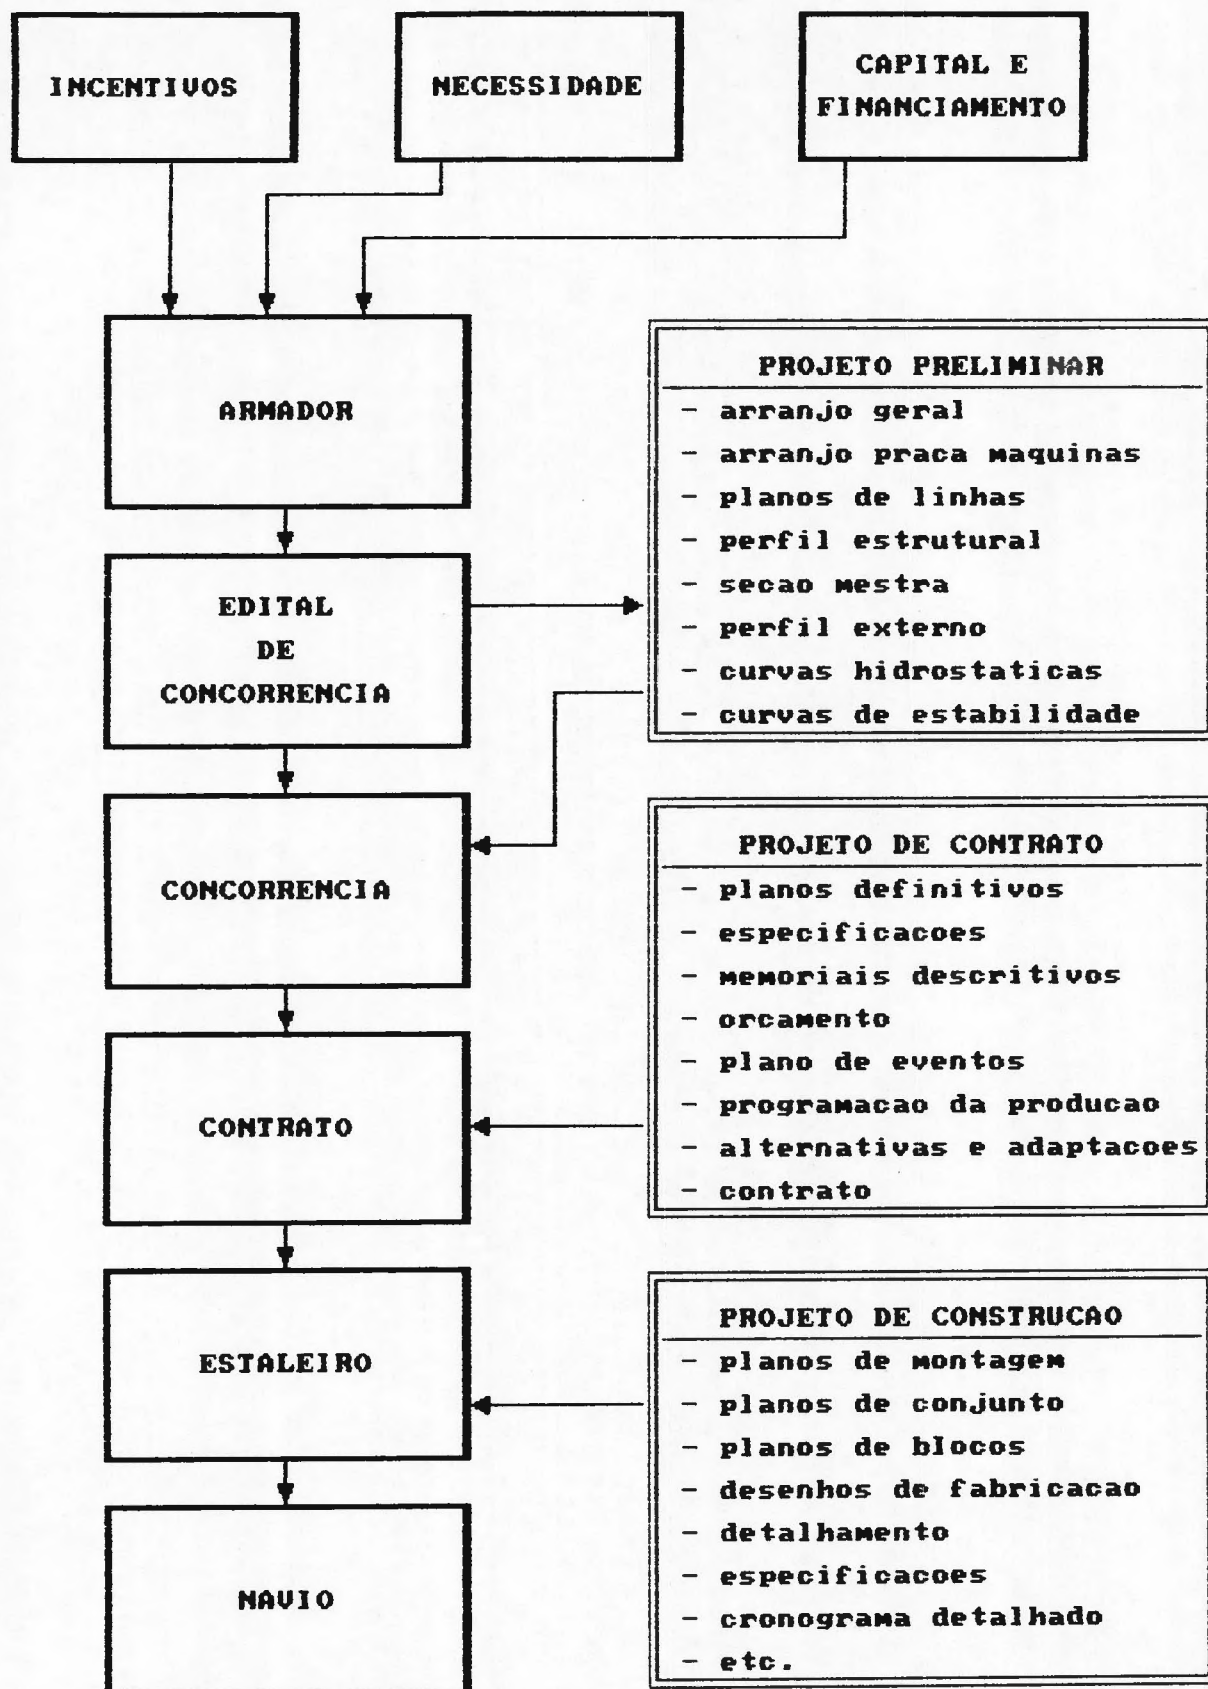 INCENTIVOS
NECESSIDADE
CAPITAL E
FINANCIAMENTO
ARMADOR
EDITAL
DE
CONCORRENCIA
CONCORRENCIA
CONTRATO
ESTALEIRO
NAVIO
PROJETO PRELIMINAR
- arranjo geral
- arranjo praca maquinas
- planos de linhas
- perfil estrutural
- secao mestra
- perfil externo
- curvas hidrostaticas
- curvas de estabilidade
PROJETO DE CONTRATO
- planos definitivos
- especificacoes
- memoriais descritivos
- orcamento
- plano de eventos
- programacao da producao
- alternativas e adaptacoes
- contrato
PROJETO DE CONSTRUCAO
- planos de montagem
- planos de conjunto
- planos de blocos
- desenhos de fabricacao
- detalhamento
- especificacoes
- cronograma detalhado
- etc.